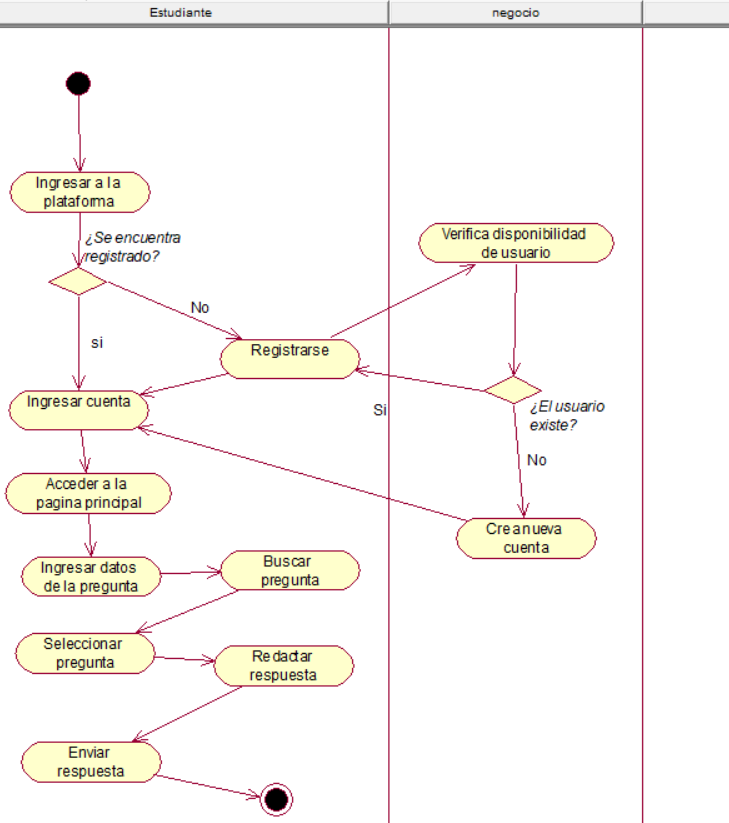 Estudiante
negocio
Ingresar a la
plataforma
¿Se encuentra
registrado?
Verifica disponibilidad
de usuario
No
si
Registrarse
Ingresar cuenta
Si
¿El usuario
existe?
No
Acceder a la
pagina principal
Crea nueva
cuenta
Ingresar datos
de la pregunta
Buscar
pregunta
Seleccionar
pregunta
Redactar
respuesta
Enviar
respuesta